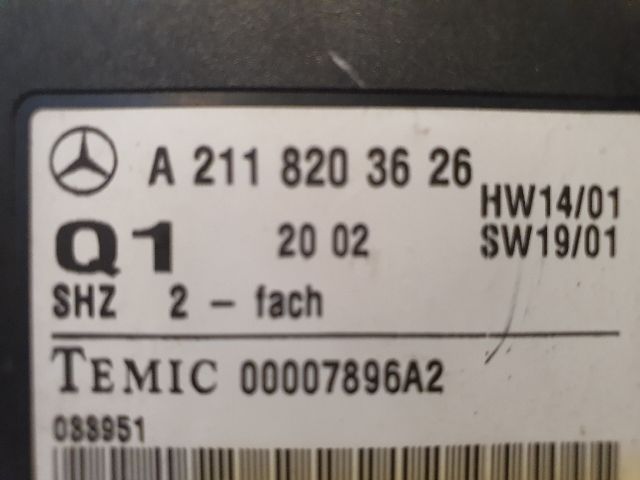 A 211 820 36 26
HW14/01
Q1 20 02 SW19/01
SHZ 2 - fach
TEMIC 00007896A2
088951